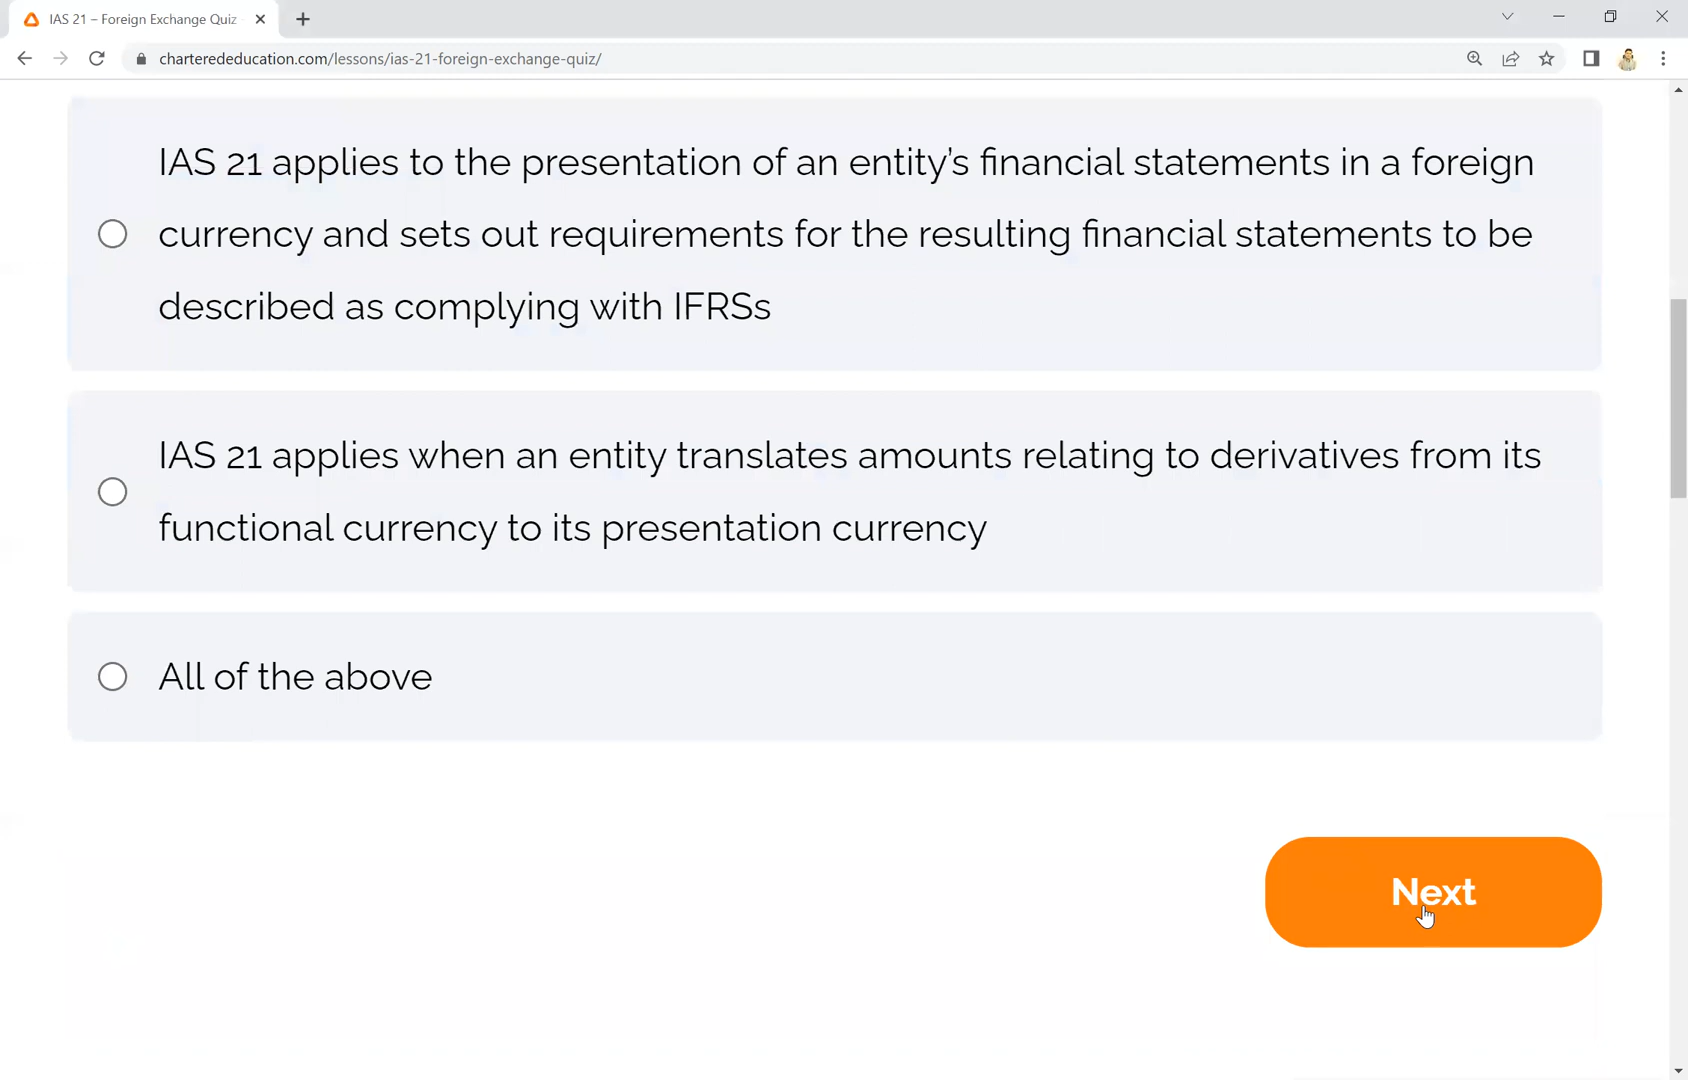 IAS 21 – Foreign Exchange Quiz
chartereducation.com/lessons/ias-21-foreign-exchange-quiz/
IAS 21 applies to the presentation of an entity’s financial statements in a foreign
currency and sets out requirements for the resulting financial statements to be
described as complying with IFRSs
IAS 21 applies when an entity translates amounts relating to derivatives from its
functional currency to its presentation currency
All of the above
Next